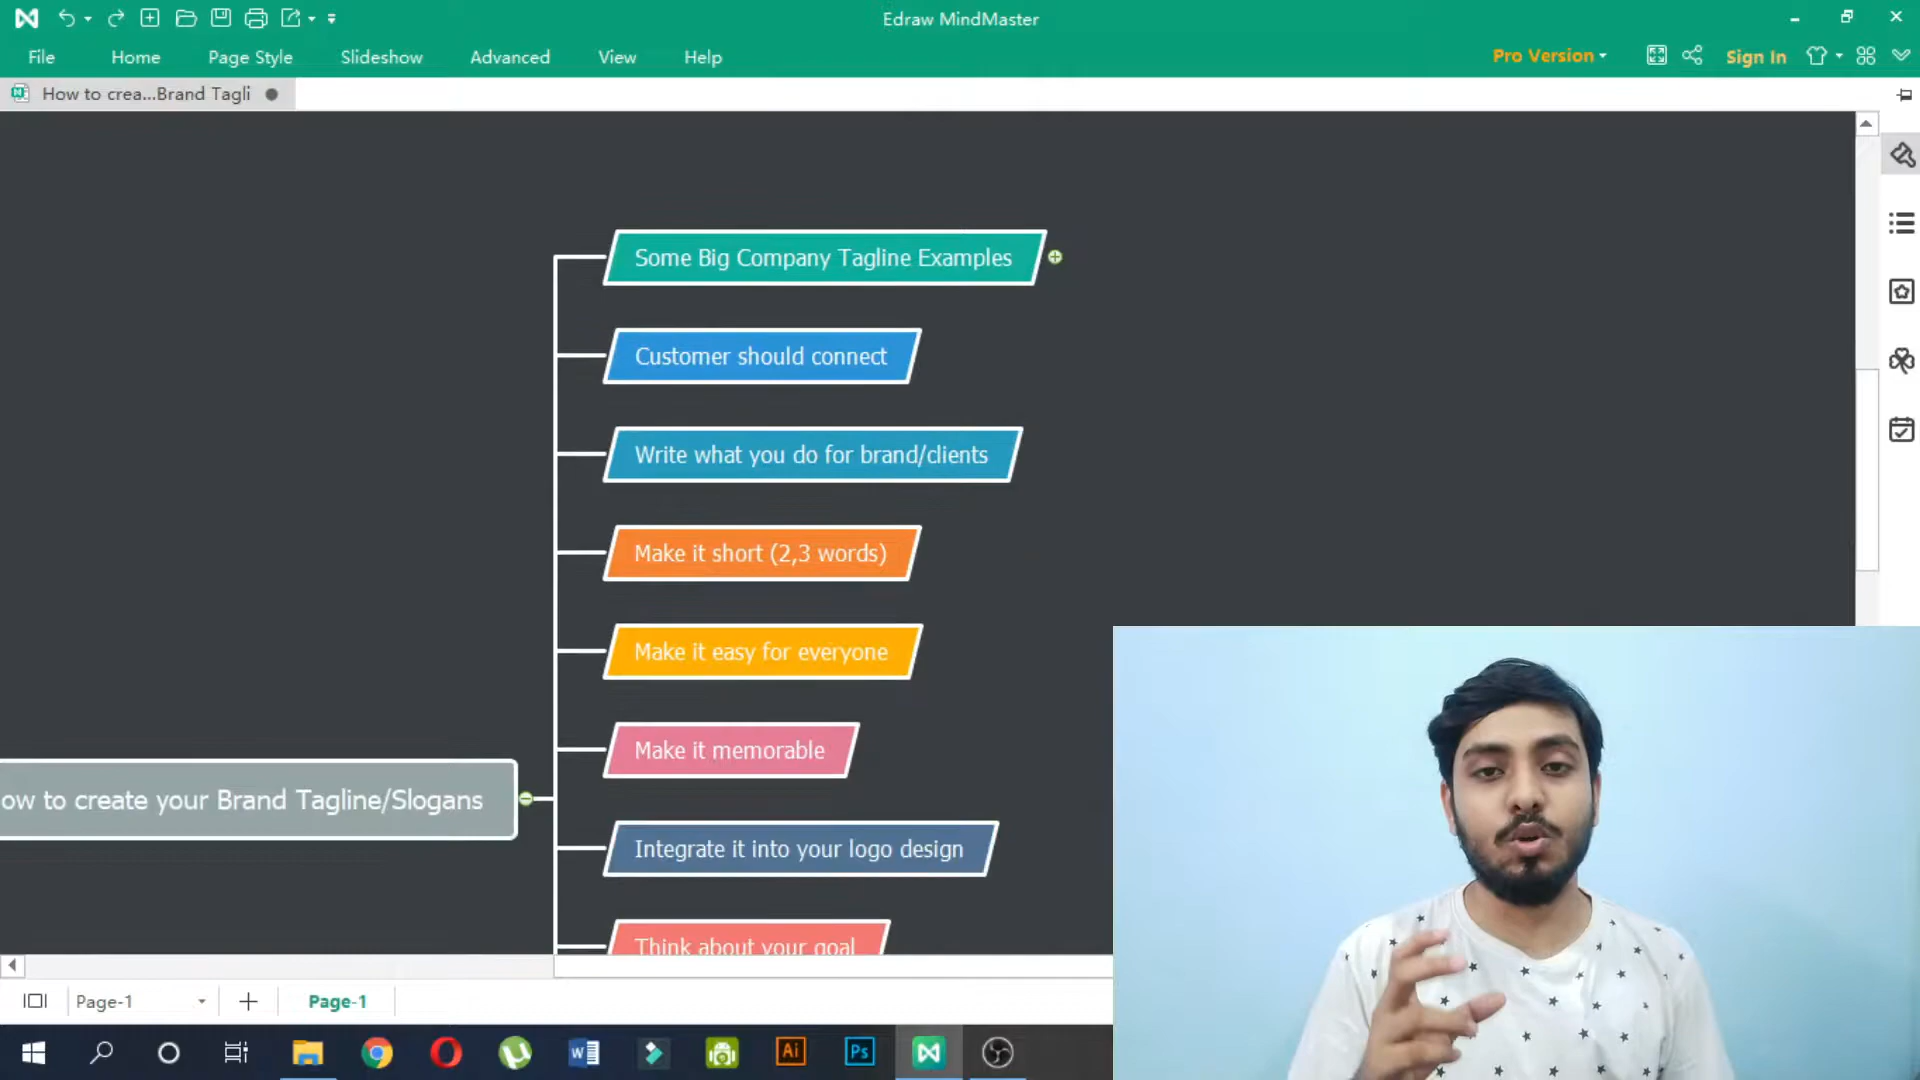 Edraw MindMaster
File Home Page Style Slideshow Advanced View Help Pro Version Sign In
How to crea...Brand Tagli
Some Big Company Tagline Examples
Customer should connect
Write what you do for brand/clients
Make it short (2,3 words)
Make it easy for everyone
Make it memorable
ow to create your Brand Tagline/Slogans
Integrate it into your logo design
Think about your goal
Page-1 Page-1
W Ai Ps